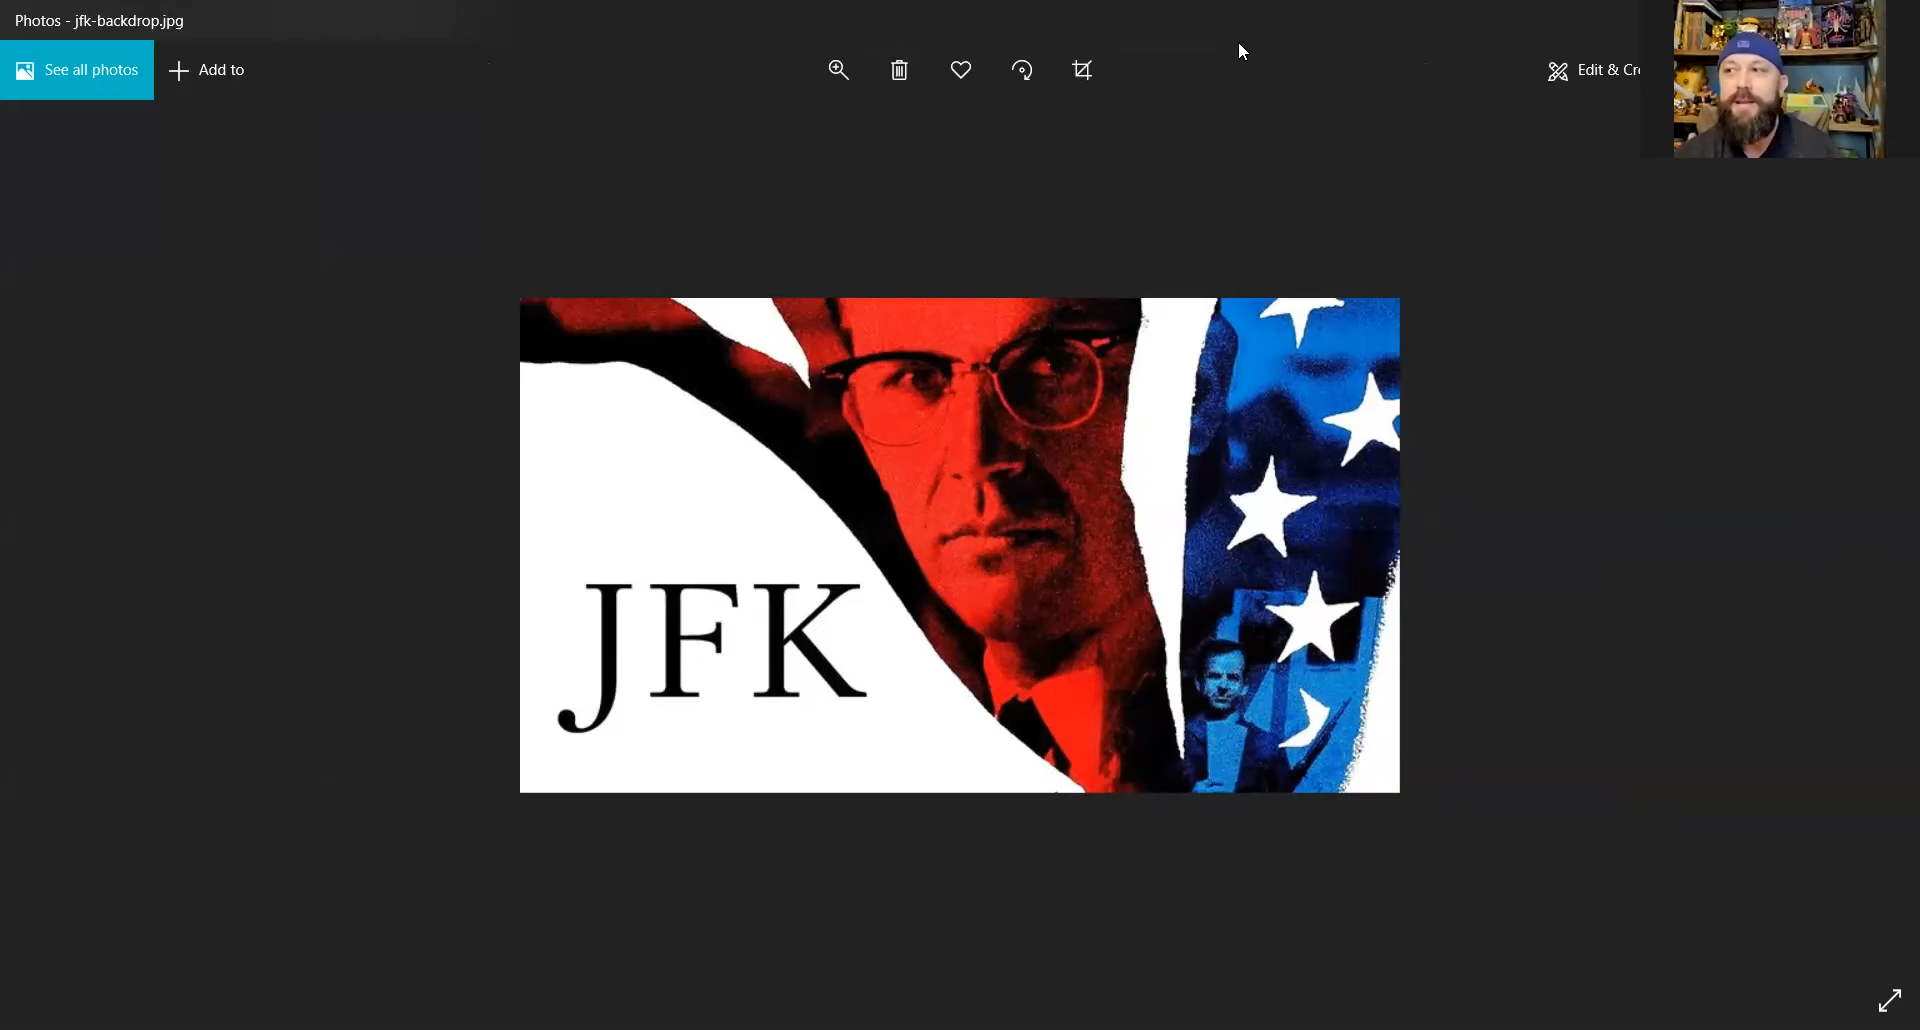 Photos - jfk-backdrop.jpg
See all photos
Add to
Edit & Cr
JFK